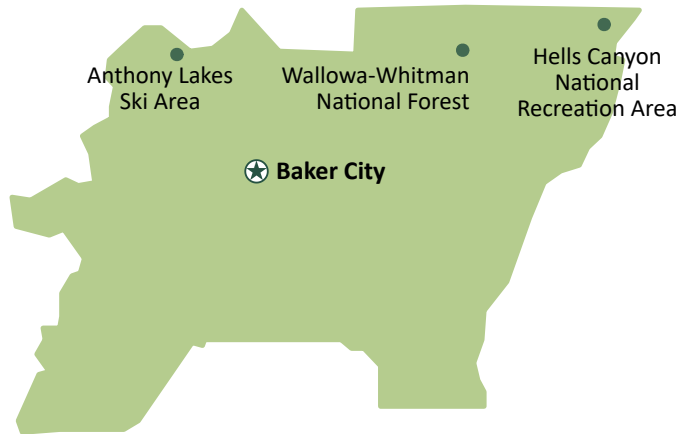 Anthony Lakes
Ski Area
Wallowa-Whitman
National Forest
Hells Canyon
National
Recreation Area
Baker City